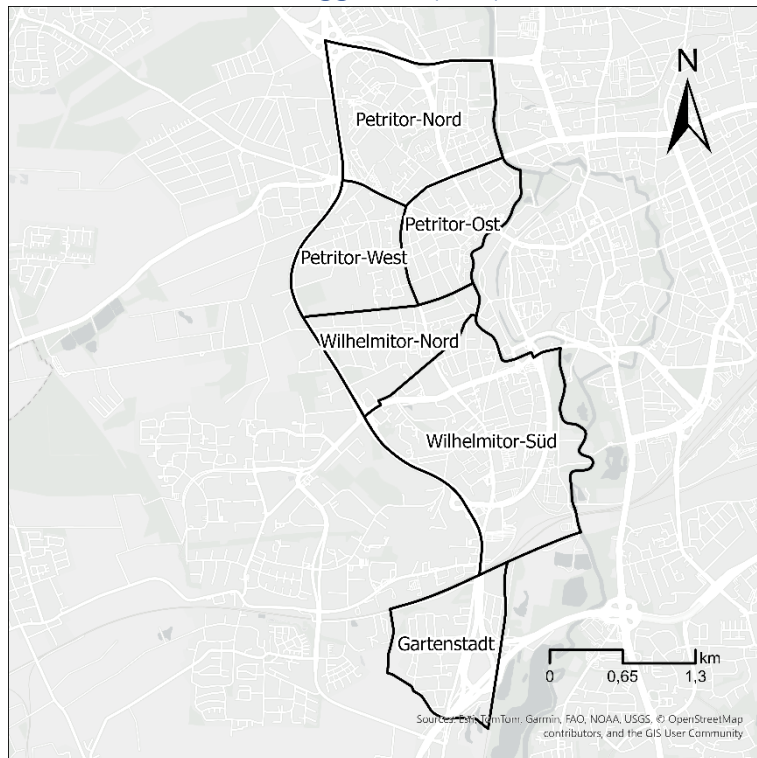 N
Petritor-Nord
Petritor-Ost
Petritor-West
Wilhelmitor-Nord
Wilhelmitor-Süd
Gartenstadt
km
0 0,65 1,3
Sources: Esri, TomTom, Garmin, FAO, NOAA, USGS, © OpenStreetMap
contributors, and the GIS User Community